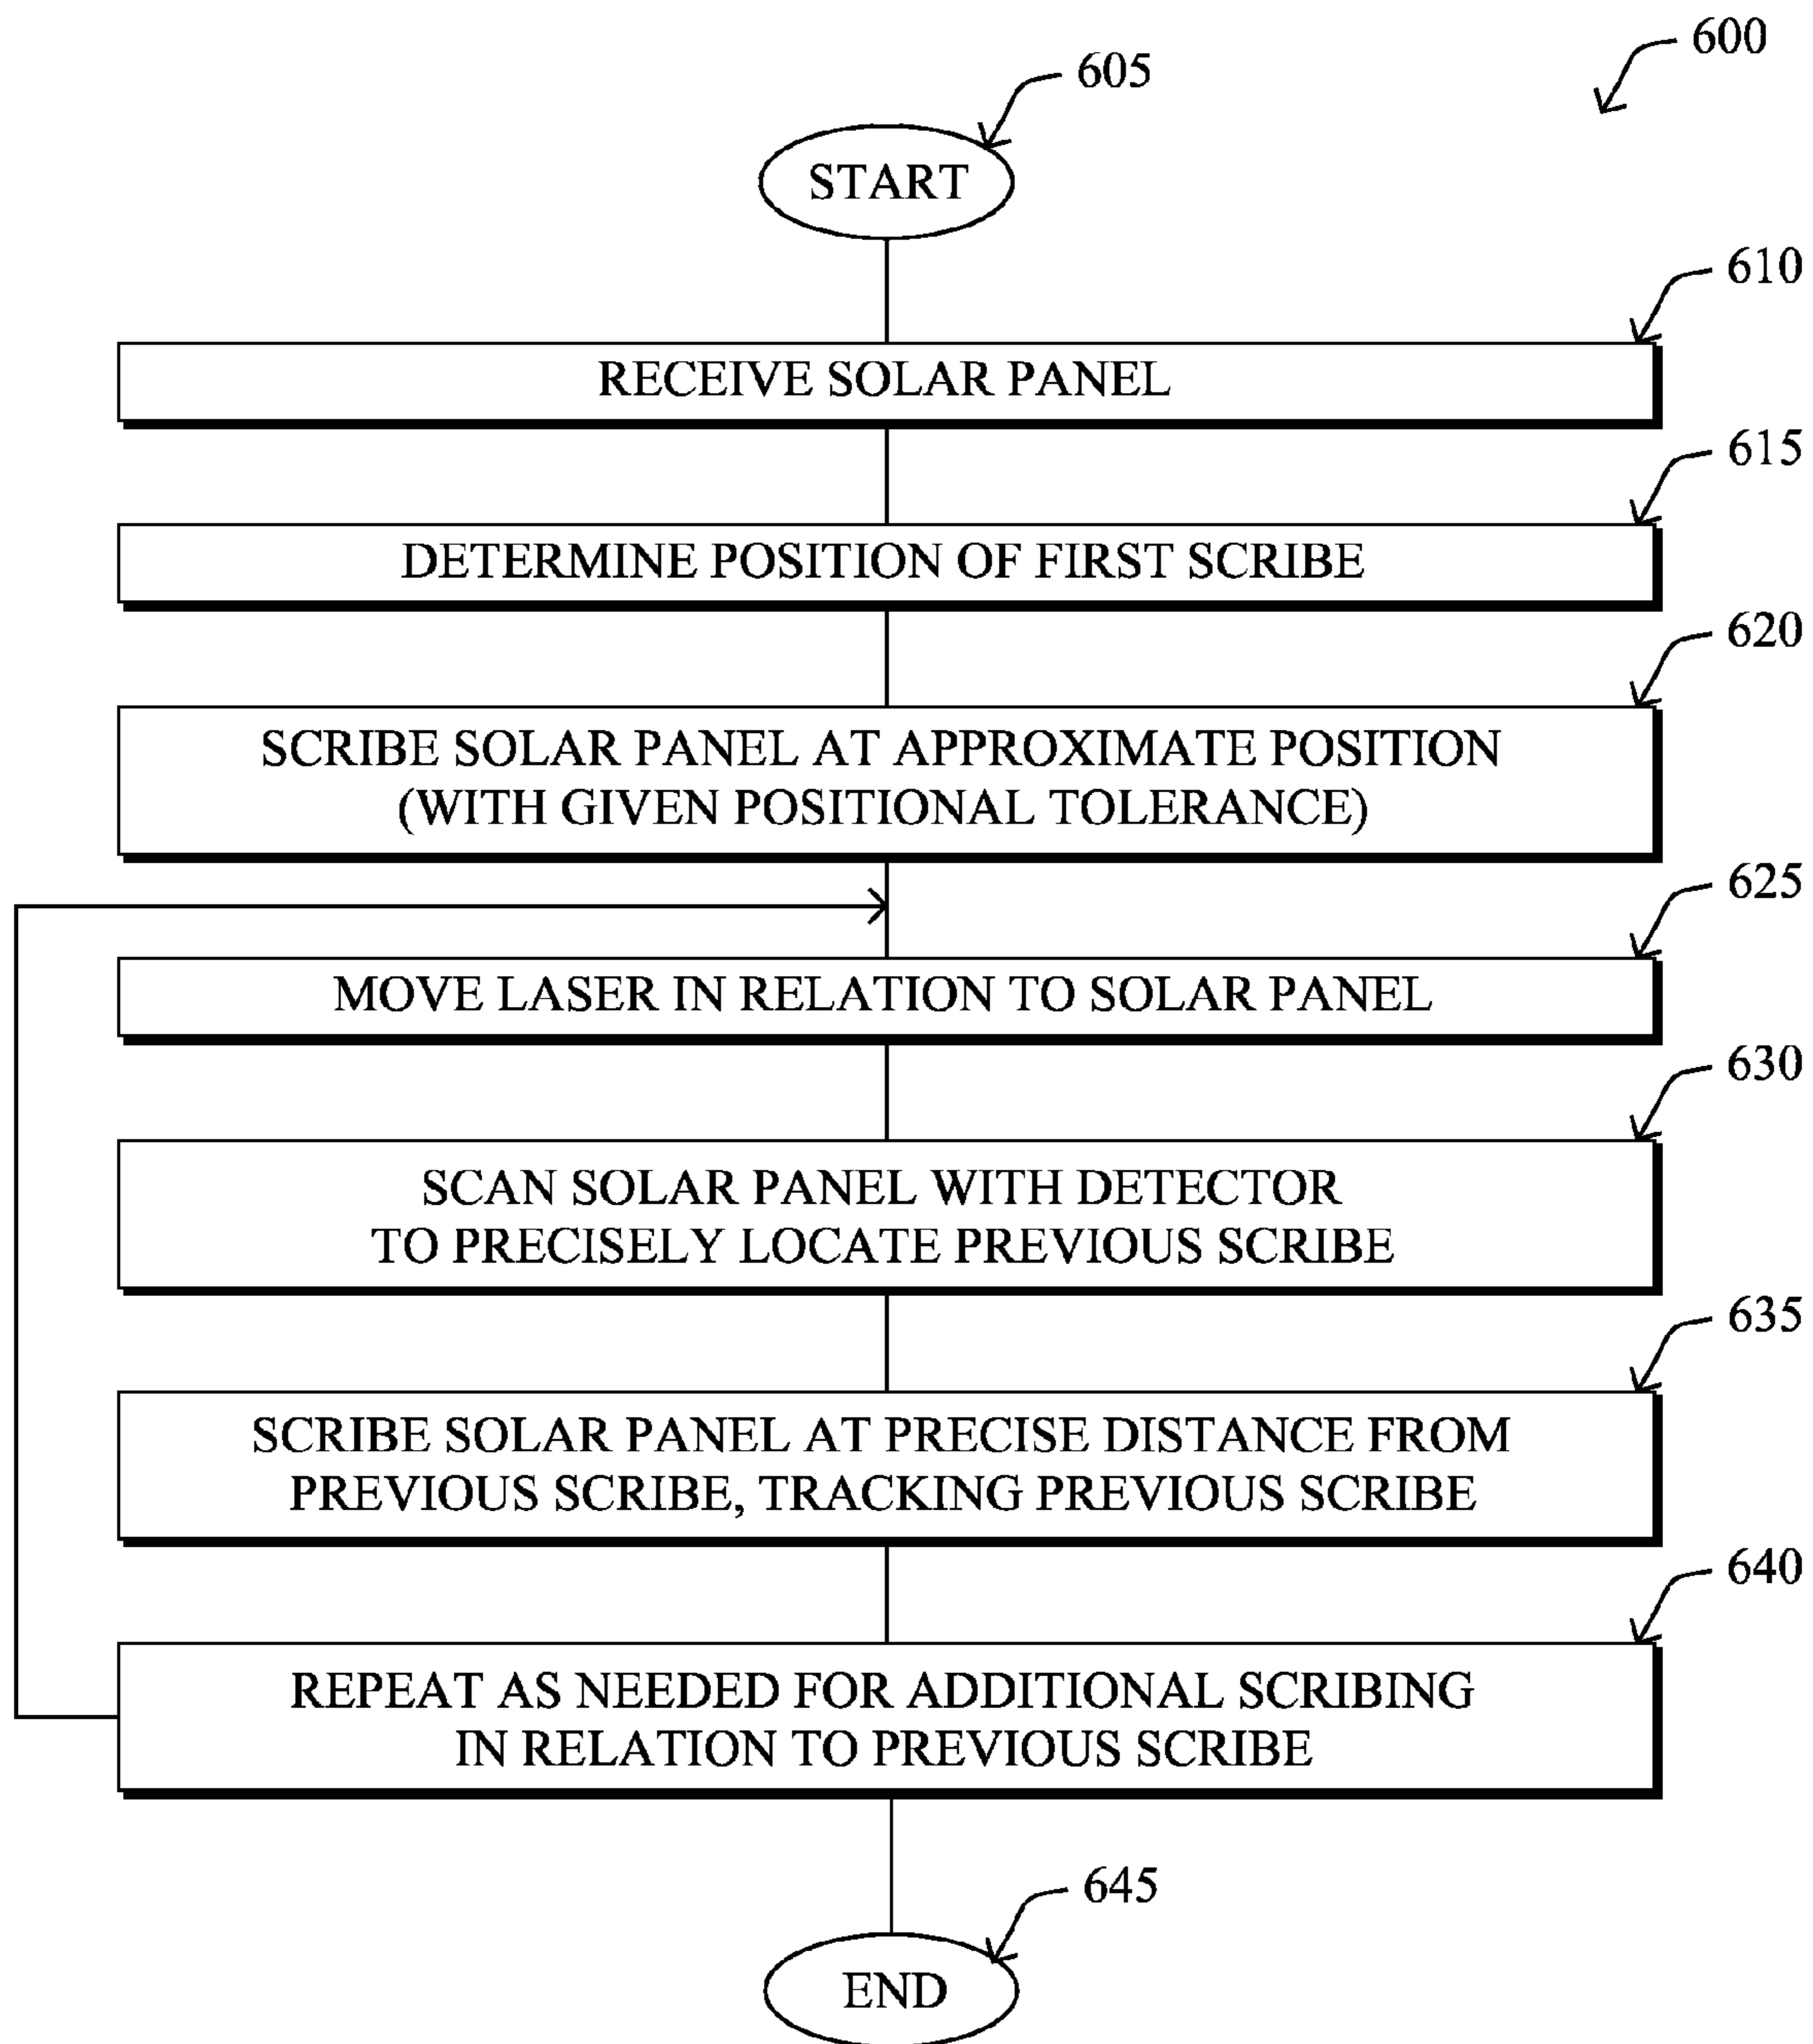 600
605
START
610
RECEIVE SOLAR PANEL
615
DETERMINE POSITION OF FIRST SCRIBE
620
SCRIBE SOLAR PANEL AT APPROXIMATE POSITION
(WITH GIVEN POSITIONAL TOLERANCE)
625
MOVE LASER IN RELATION TO SOLAR PANEL
630
SCAN SOLAR PANEL WITH DETECTOR
TO PRECISELY LOCATE PREVIOUS SCRIBE
635
SCRIBE SOLAR PANEL AT PRECISE DISTANCE FROM
PREVIOUS SCRIBE, TRACKING PREVIOUS SCRIBE
640
REPEAT AS NEEDED FOR ADDITIONAL SCRIBING
IN RELATION TO PREVIOUS SCRIBE
645
END